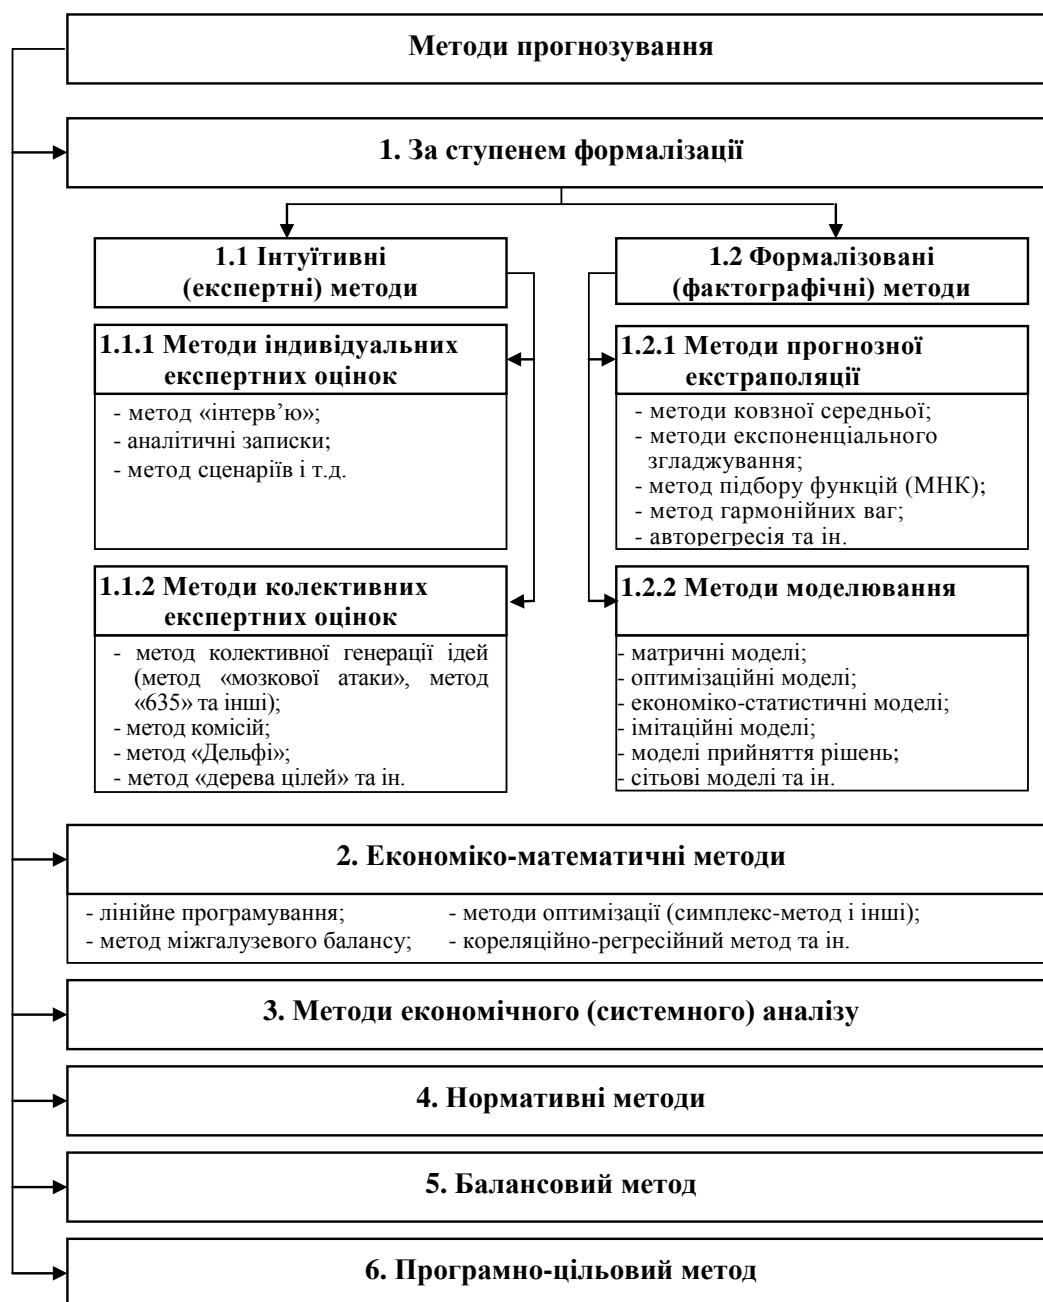 Методи прогнозування
1. За ступенем формалізації
1.1 Інтуїтивні
(експертні) методи
1.1.1 Методи індивідуальних
експертних оцінок
- метод «інтерв’ю»;
- аналітичні записки;
- метод сценаріїв і т.д.
1.1.2 Методи колективних
експертних оцінок
- метод колективної генерації ідей
(метод «мозкової атаки», метод
«635» та інші);
- метод комісій;
- метод «Дельфі»;
- метод «дерева цілей» та ін.
1.2 Формалізовані
(фактографічні) методи
1.2.1 Методи прогнозної
екстраполяції
- методи ковзної середньої;
- методи експоненціального
згладжування;
- метод підбору функцій (МНК);
- метод гармонійних ваг;
- авторегресія та ін.
1.2.2 Методи моделювання
- матричні моделі;
- оптимізаційні моделі;
- економіко-статистичні моделі;
- імітаційні моделі;
- моделі прийняття рішень;
- сітьові моделі та ін.
2. Економіко-математичні методи
- лінійне програмування;
- метод міжгалузевого балансу;
- методи оптимізації (симплекс-метод і інші);
- кореляційно-регресійний метод та ін.
3. Методи економічного (системного) аналізу
4. Нормативні методи
5. Балансовий метод
6. Програмно-цільовий метод